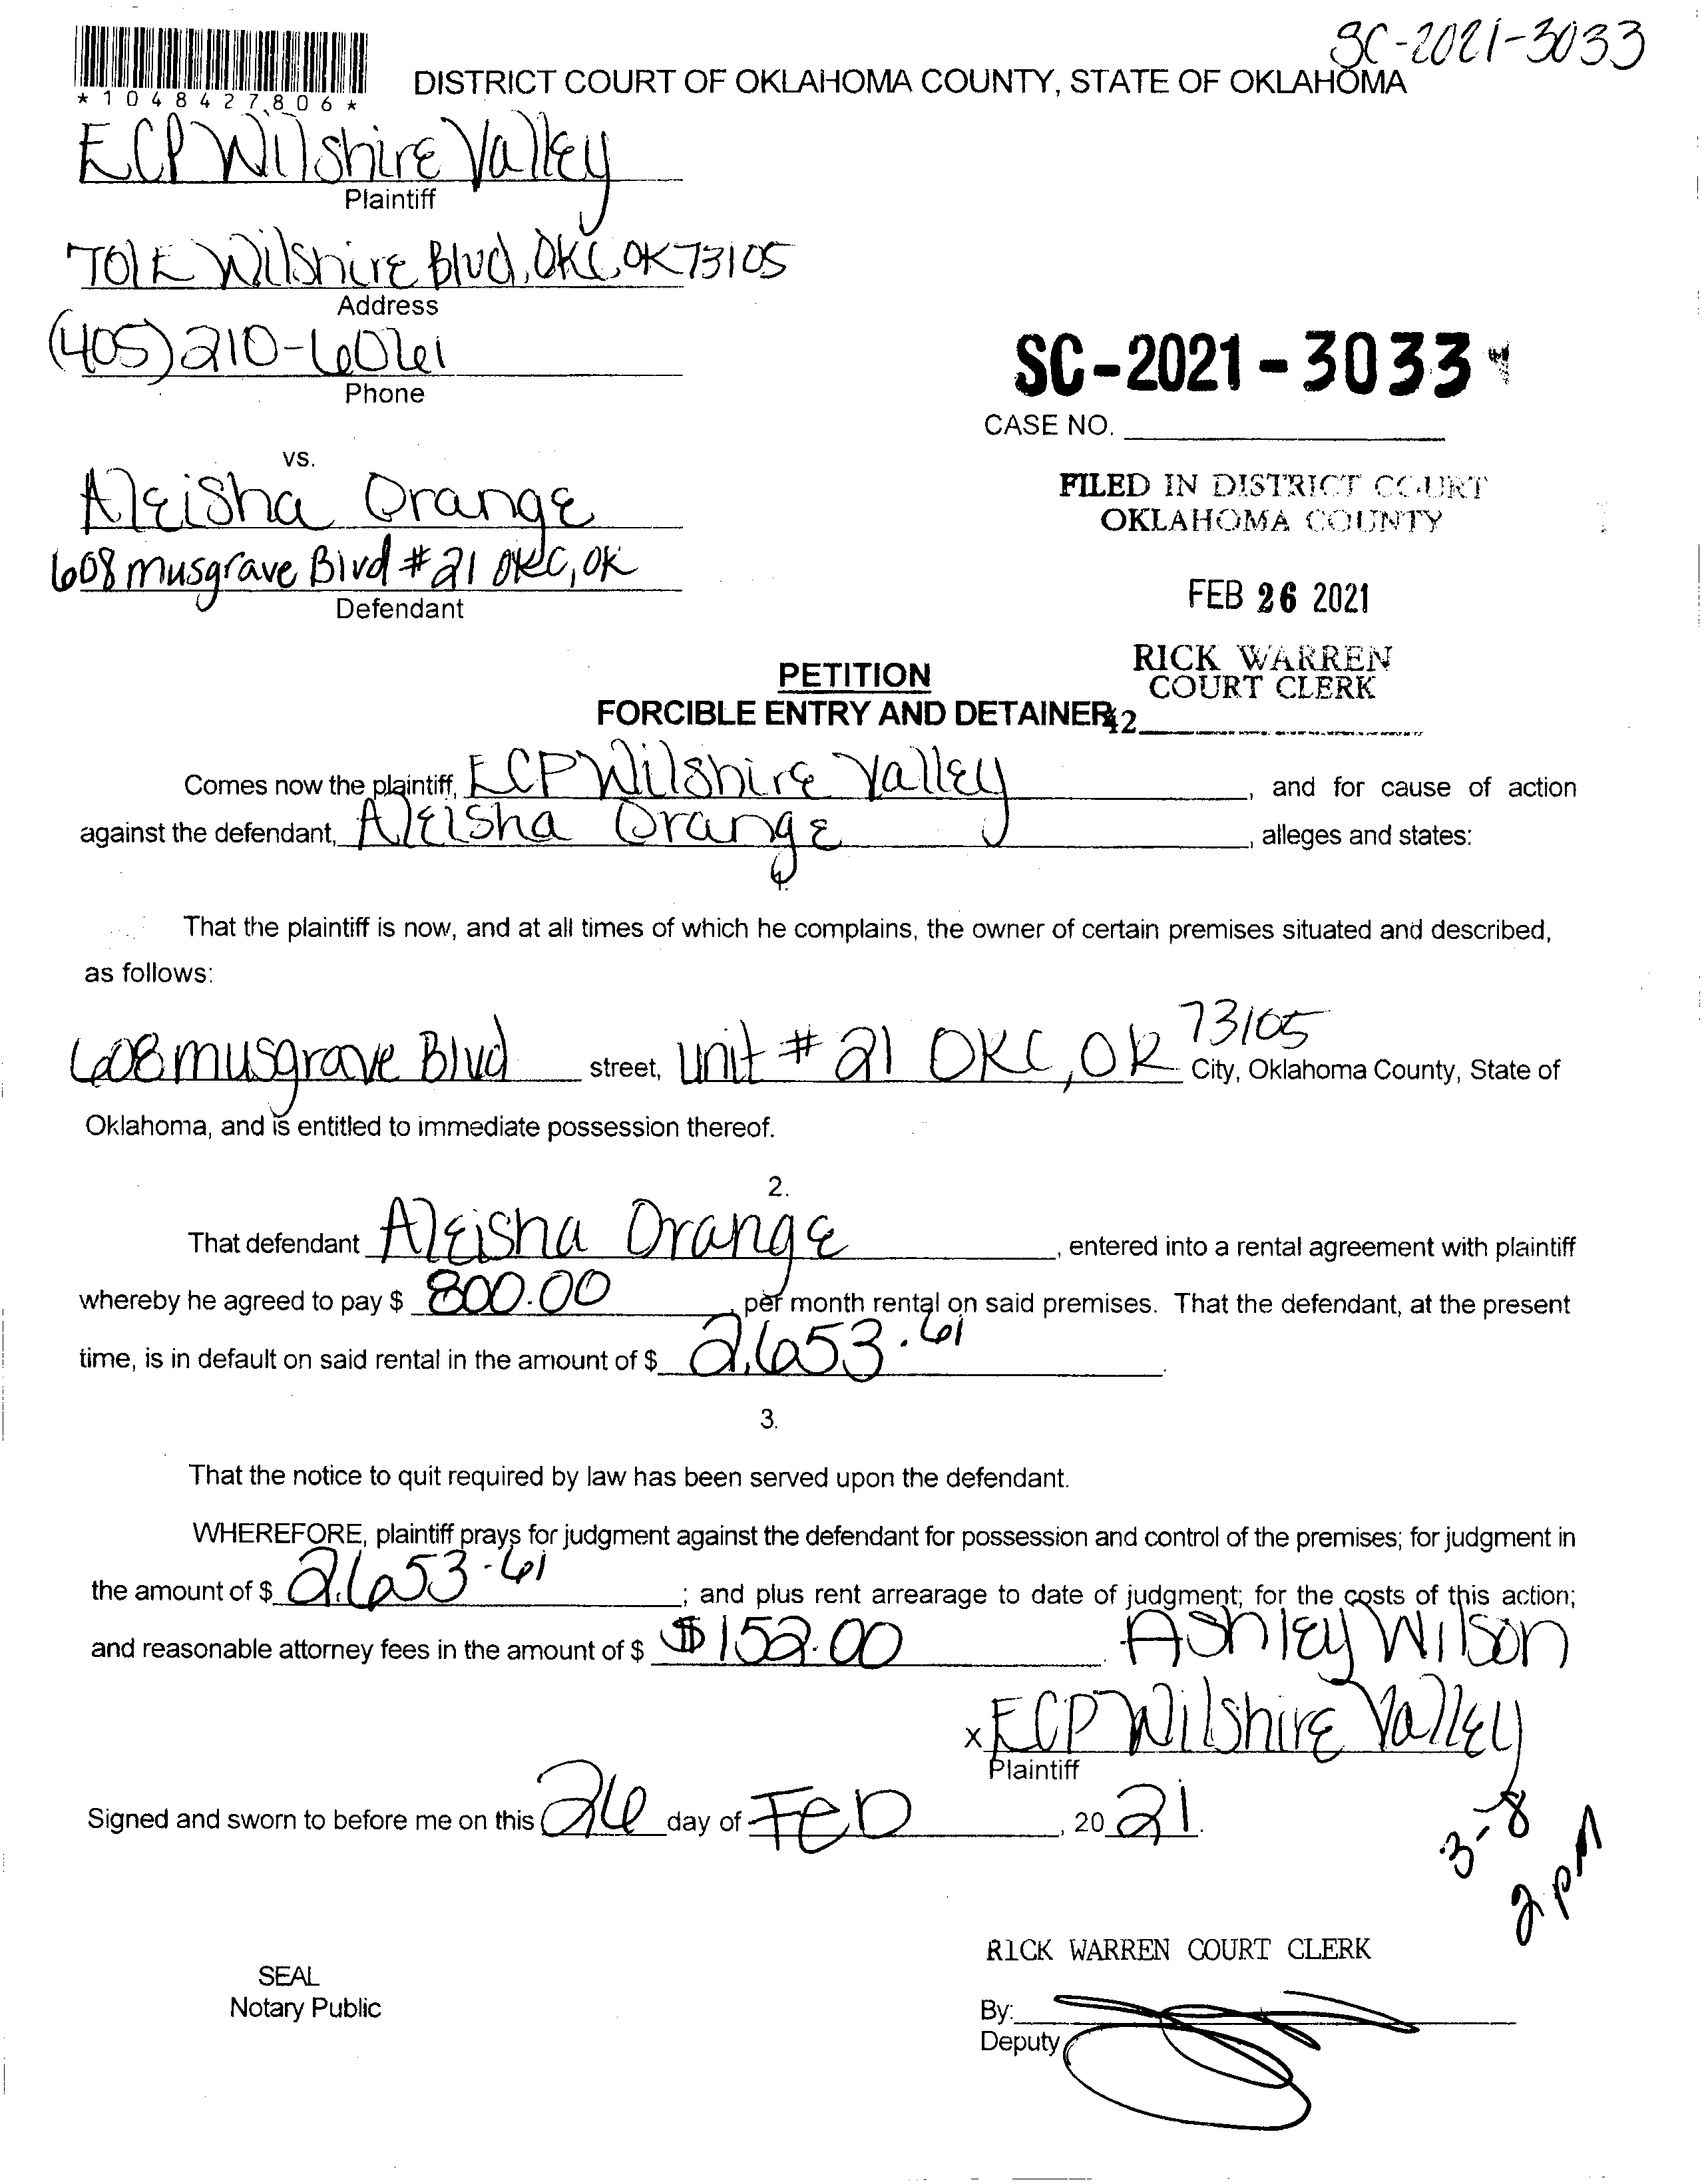 SC-2021-3033
*1048427806*
DISTRICT COURT OF OKLAHOMA COUNTY, STATE OF OKLAHOMA
ECP Wilshire Valley
Plaintiff
701 E Wilshire Blvd, OKC, OK 73105
Address
(405) 210-6061
Phone
SC-2021-3033
CASE NO.
vs.
Aleisha Orange
608 musgrave Blvd #21 OKC, OK
Defendant
FILED IN DISTRICT COURT
OKLAHOMA COUNTY
FEB 26 2021
RICK WARREN
COURT CLERK
42
PETITION
FORCIBLE ENTRY AND DETAINER
Comes now the plaintiff, ECP Wilshire Valley, and for cause of action
against the defendant, Aleisha Orange, alleges and states:
1.
That the plaintiff is now, and at all times of which he complains, the owner of certain premises situated and described,
as follows:
608 musgrave Blvd street, unit # 21 OKC, OK 73105 City, Oklahoma County, State of
Oklahoma, and is entitled to immediate possession thereof.
2.
That defendant Aleisha Orange, entered into a rental agreement with plaintiff
whereby he agreed to pay $ 800.00, per month rental on said premises. That the defendant, at the present
time, is in default on said rental in the amount of $ 2,653.61.
3.
That the notice to quit required by law has been served upon the defendant.
WHEREFORE, plaintiff prays for judgment against the defendant for possession and control of the premises; for judgment in
the amount of $ 2,653.61; and plus rent arrearage to date of judgment; for the costs of this action;
and reasonable attorney fees in the amount of $ $152.00.
Ashley Wilson
x ECP Wilshire Valley
Plaintiff
Signed and sworn to before me on this 26 day of Feb, 20 21.
3-8
2 pm
RICK WARREN COURT CLERK
SEAL
Notary Public
By:
Deputy